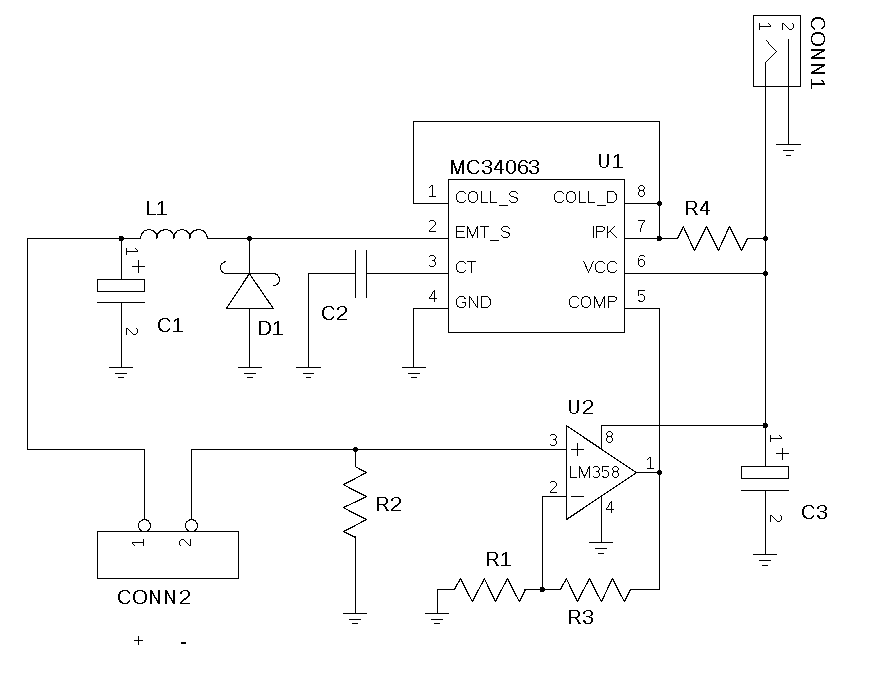 1 2 CONN1
MC34063 U1
1 COLL_S COLL_D 8
2 EMT_S IPK 7
3 CT VCC 6
4 GND COMP 5
R4
L1
1 +
C1
2
D1
C2
U2
3 + 8
LM358 1
2 − 4
1 +
C3
2
R2
R1
R3
1 2
CONN2
+ -